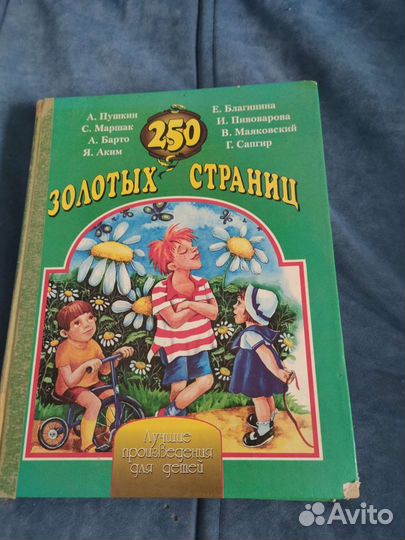 А. Пушкин
С. Маршак
А. Барто
Я. Аким
250
Е. Благинина
И. Пивоварова
В. Маяковский
Г. Сапгир
ЗОЛОТЫХ СТРАНИЦ
Лучшие
произведения
для детей
Avito